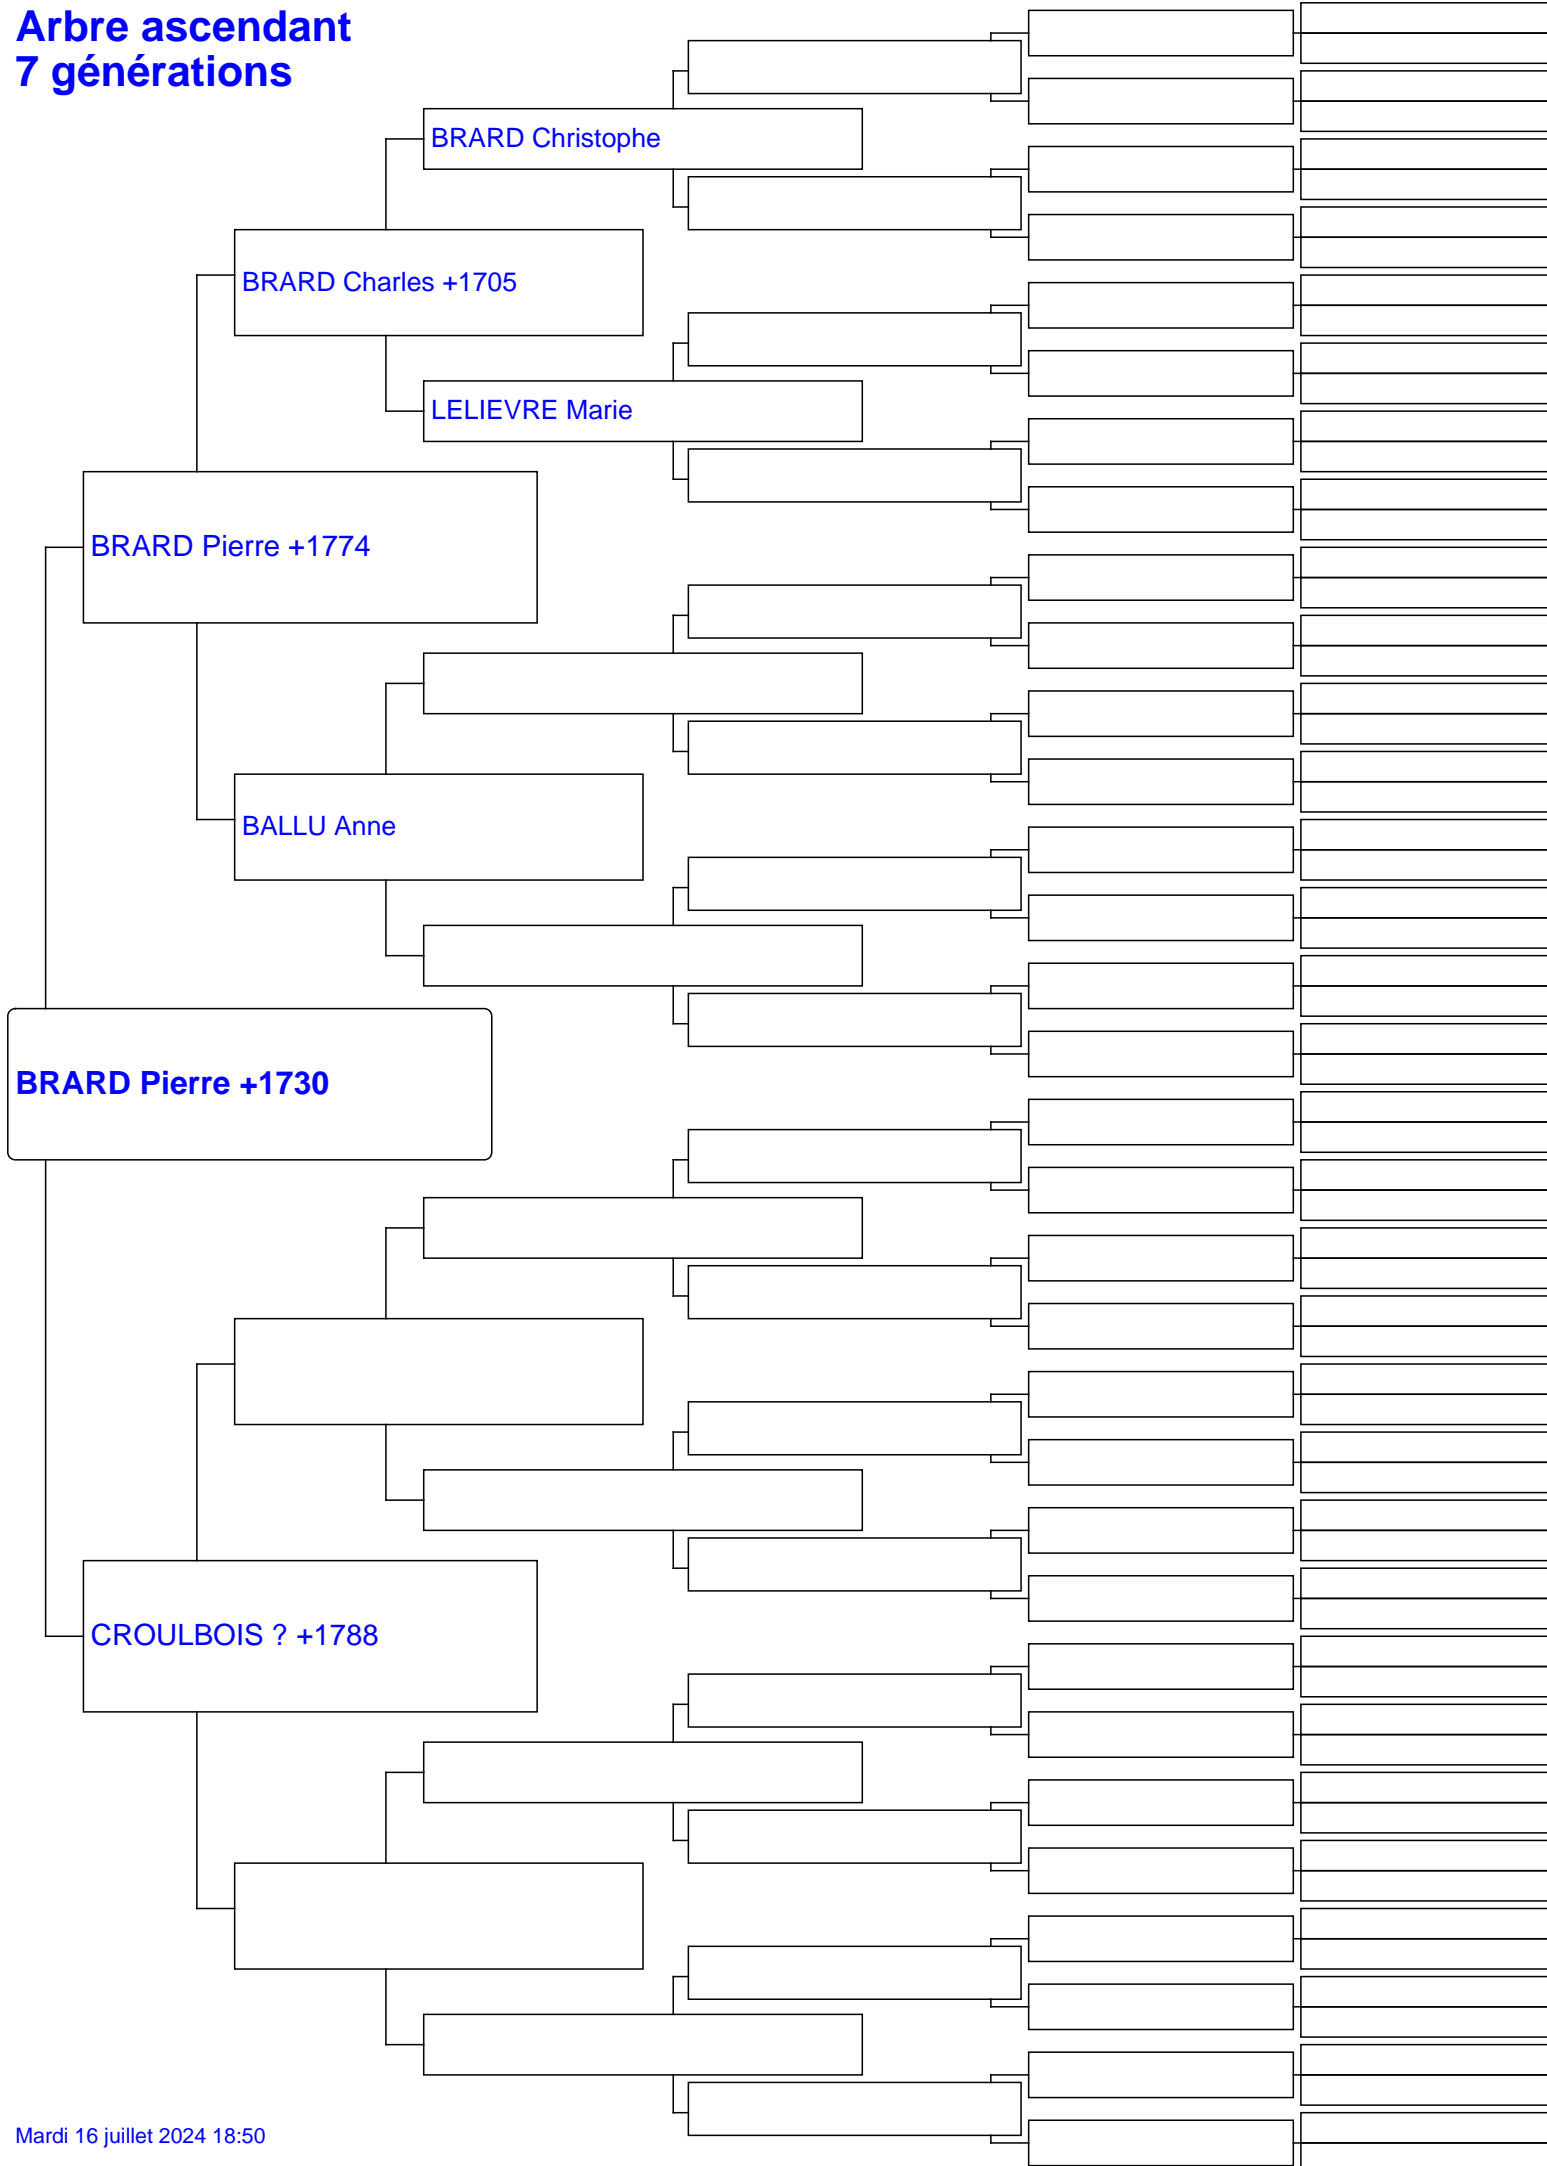 Arbre ascendant
7 générations
BRARD Christophe
BRARD Charles +1705
LELIEVRE Marie
BRARD Pierre +1774
BALLU Anne
BRARD Pierre +1730
CROULBOIS ? +1788
Mardi 16 juillet 2024 18:50